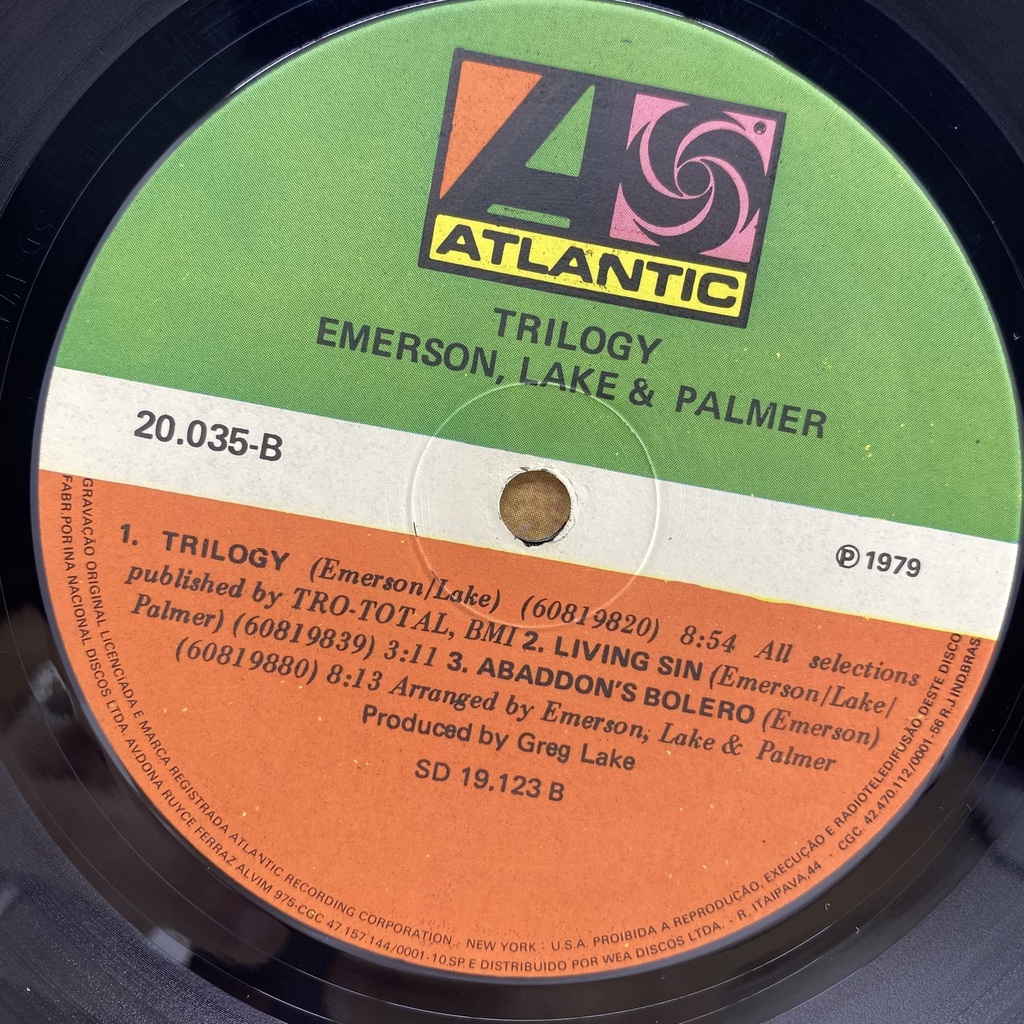 ATLANTIC
TRILOGY
EMERSON, LAKE & PALMER
20.035-B
℗ 1979
1. TRILOGY (Emerson/Lake) (60819820) 8:54 All selections
published by TRO-TOTAL, BMI 2. LIVING SIN (Emerson/Lake/
Palmer) (60819839) 3:11 3. ABADDON'S BOLERO (Emerson)
(60819880) 8:13 Arranged by Emerson, Lake & Palmer
Produced by Greg Lake
SD 19.123 B
GRAVAÇÃO ORIGINAL LICENCIADA E MARCA REGISTRADA ATLANTIC RECORDING CORPORATION - NEW YORK : U.S.A. PROIBIDA A REPRODUÇÃO, EXECUÇÃO E RADIOTELEDIFUSÃO DESTE DISCO
FABR.POR INA NACIONAL DISCOS LTDA. AV.DONA RUYCE FERRAZ ALVIM 975-CGC 47.157.144/0001-10.SP.E DISTRIBUIDO POR WEA DISCOS LTDA. - R. ITAIPAVA,44 - CGC. 42.470.112/0001-56 R.J IND.BRAS.